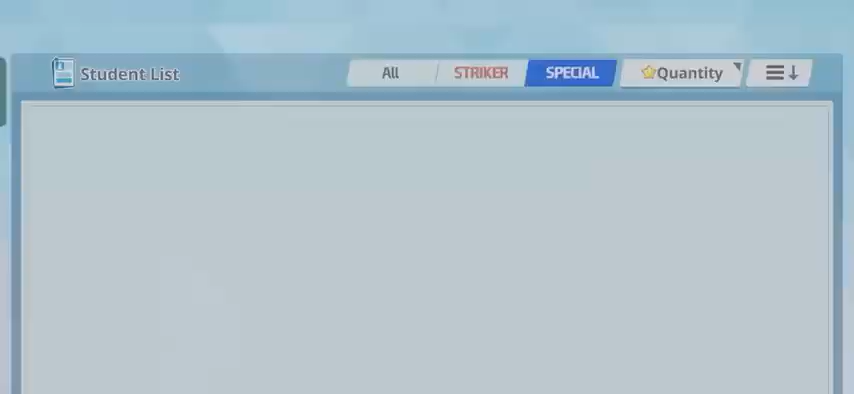 Student List
All
STRIKER
SPECIAL
Quantity